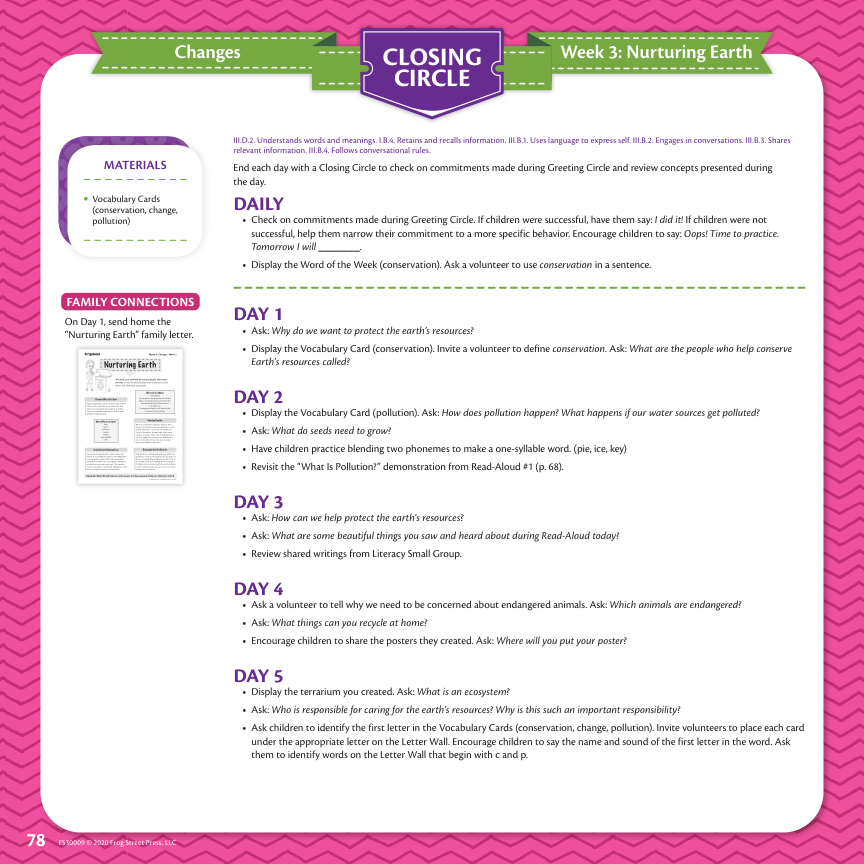 Changes
CLOSING
CIRCLE
Week 3: Nurturing Earth
MATERIALS
• Vocabulary Cards
(conservation, change,
pollution)
FAMILY CONNECTIONS
On Day 1, send home the
“Nurturing Earth” family letter.
Nurturing Earth
III.D.2. Understands words and meanings. I.B.4. Retains and recalls information. III.B.1. Uses language to express self. III.B.2. Engages in conversations. III.B.3. Shares
relevant information. III.B.4. Follows conversational rules.
End each day with a Closing Circle to check on commitments made during Greeting Circle and review concepts presented during
the day.
DAILY
• Check on commitments made during Greeting Circle. If children were successful, have them say: I did it! If children were not
successful, help them narrow their commitment to a more specific behavior. Encourage children to say: Oops! Time to practice.
Tomorrow I will ________.
• Display the Word of the Week (conservation). Ask a volunteer to use conservation in a sentence.
DAY 1
• Ask: Why do we want to protect the earth’s resources?
• Display the Vocabulary Card (conservation). Invite a volunteer to define conservation. Ask: What are the people who help conserve
Earth’s resources called?
DAY 2
• Display the Vocabulary Card (pollution). Ask: How does pollution happen? What happens if our water sources get polluted?
• Ask: What do seeds need to grow?
• Have children practice blending two phonemes to make a one-syllable word. (pie, ice, key)
• Revisit the “What Is Pollution?” demonstration from Read-Aloud #1 (p. 68).
DAY 3
• Ask: How can we help protect the earth’s resources?
• Ask: What are some beautiful things you saw and heard about during Read-Aloud today?
• Review shared writings from Literacy Small Group.
DAY 4
• Ask a volunteer to tell why we need to be concerned about endangered animals. Ask: Which animals are endangered?
• Ask: What things can you recycle at home?
• Encourage children to share the posters they created. Ask: Where will you put your poster?
DAY 5
• Display the terrarium you created. Ask: What is an ecosystem?
• Ask: Who is responsible for caring for the earth’s resources? Why is this such an important responsibility?
• Ask children to identify the first letter in the Vocabulary Cards (conservation, change, pollution). Invite volunteers to place each card
under the appropriate letter on the Letter Wall. Encourage children to say the name and sound of the first letter in the word. Ask
them to identify words on the Letter Wall that begin with c and p.
78 FS30009 © 2020 Frog Street Press, LLC